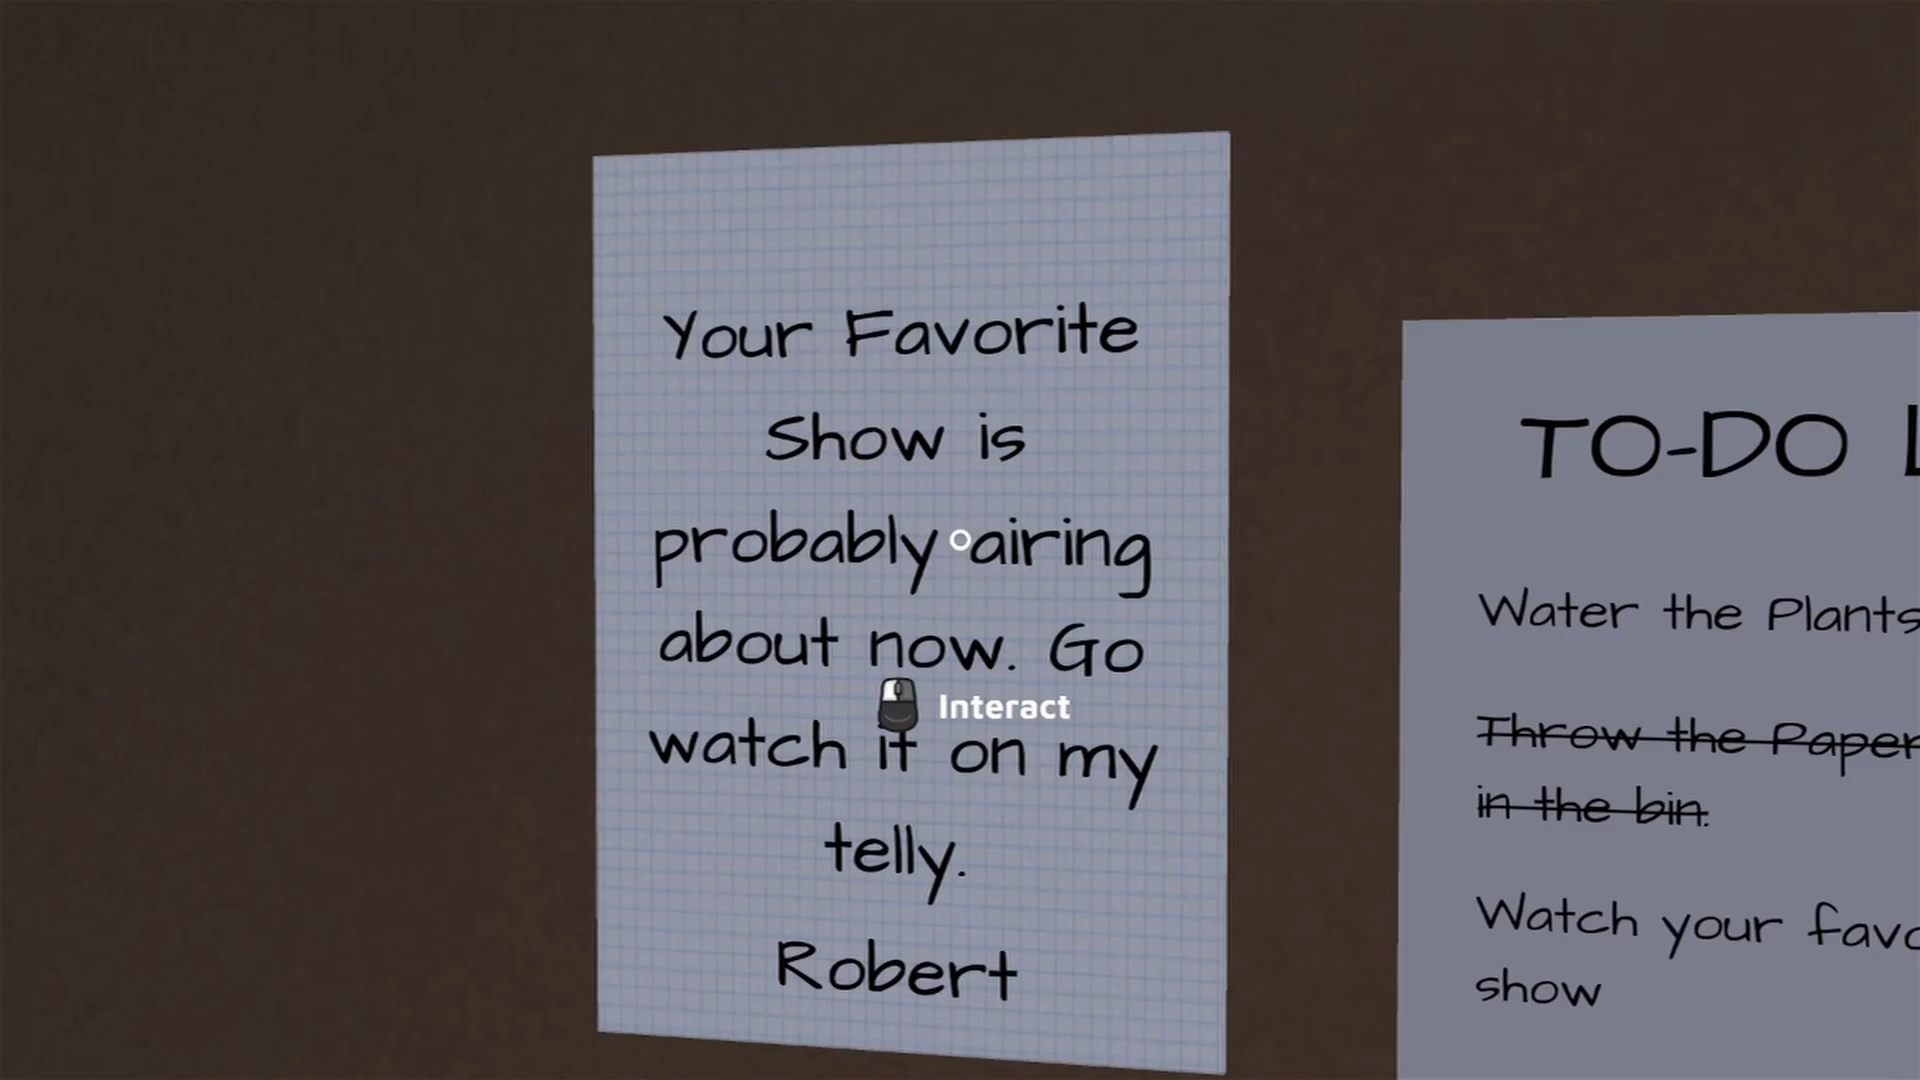 Your Favorite
Show is
probably airing
about now. Go
watch it on my
telly.
Robert
Interact
TO-DO
Water the Plants
Throw the Paper
in the bin.
Watch your
show